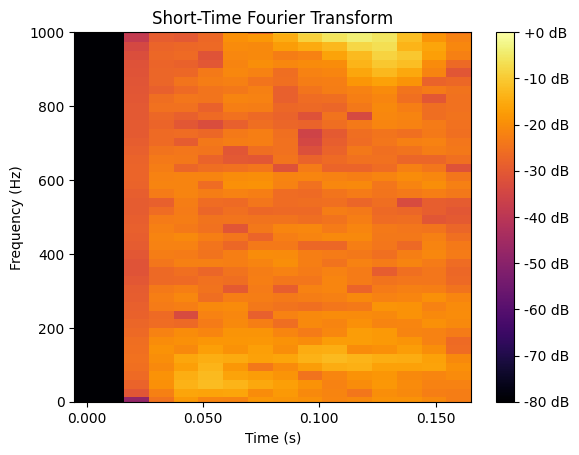 Short-Time Fourier Transform
1000
800
600
400
200
0
Frequency (Hz)
0.000
0.050
0.100
0.150
Time (s)
+0 dB
-10 dB
-20 dB
-30 dB
-40 dB
-50 dB
-60 dB
-70 dB
-80 dB